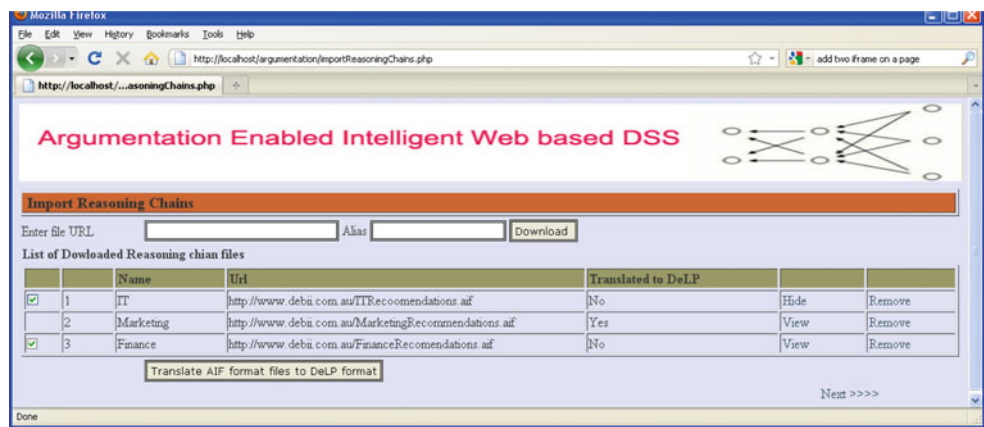 Mozilla Firefox
File Edit View History Bookmarks Tools Help
http://localhost/argumentation/importReasoningChains.php add two iframe on a page
http://localhost/...asoningChains.php
Argumentation Enabled Intelligent Web based DSS
Import Reasoning Chains
Enter file URL Alias Download
List of Dowloaded Reasoning chian files
Name Url Translated to DeLP
1 IT http://www.debii.com.au/ITRecoomendations.aif No Hide Remove
2 Marketing http://www.debii.com.au/MarketingRecommendations.aif Yes View Remove
3 Finance http://www.debii.com.au/FinanceRecomendations.aif No View Remove
Translate AIF format files to DeLP format
Next >>>>
Done